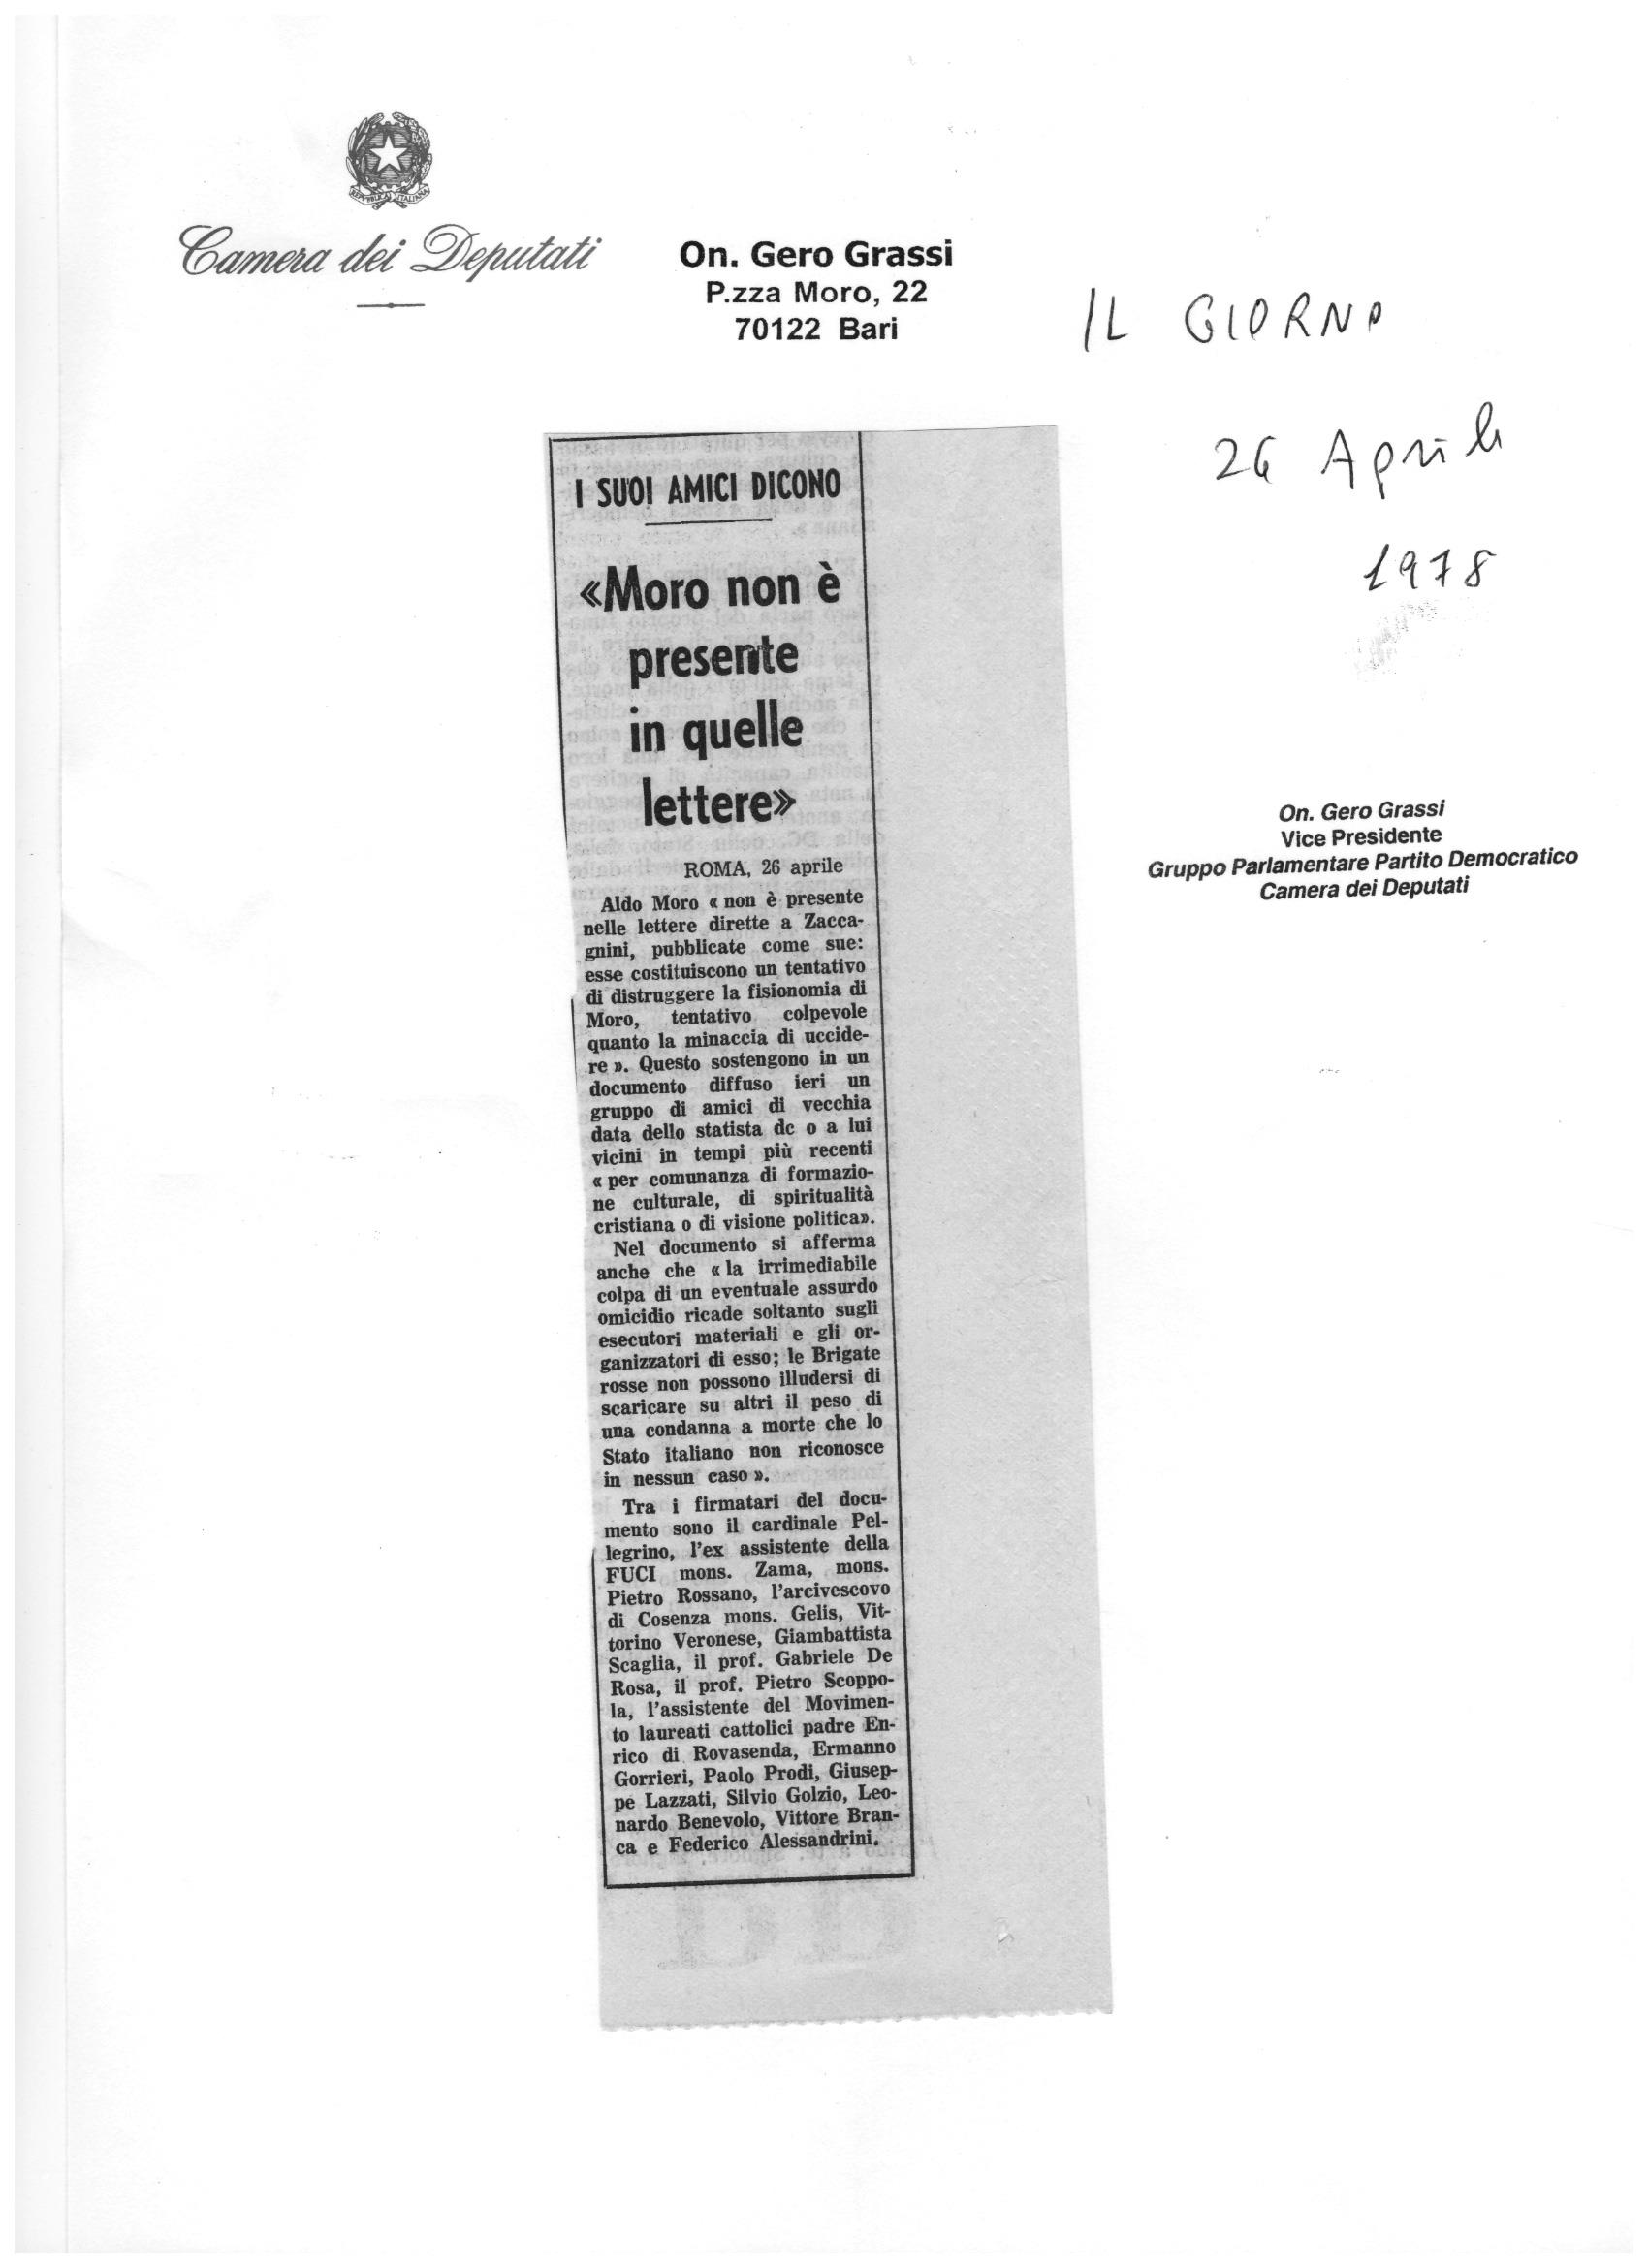 REPVBBLICA ITALIANA
Camera dei Deputati
On. Gero Grassi
P.zza Moro, 22
70122 Bari
IL GIORNO
26 Aprile
1978
I SUOI AMICI DICONO
«Moro non è
presente
in quelle
lettere»
ROMA, 26 aprile
Aldo Moro « non è presente
nelle lettere dirette a Zacca-
gnini, pubblicate come sue:
esse costituiscono un tentativo
di distruggere la fisionomia di
Moro, tentativo colpevole
quanto la minaccia di uccide-
re ». Questo sostengono in un
documento diffuso ieri un
gruppo di amici di vecchia
data dello statista dc o a lui
vicini in tempi più recenti
« per comunanza di formazio-
ne culturale, di spiritualità
cristiana o di visione politica».
Nel documento si afferma
anche che « la irrimediabile
colpa di un eventuale assurdo
omicidio ricade soltanto sugli
esecutori materiali e gli or-
ganizzatori di esso; le Brigate
rosse non possono illudersi di
scaricare su altri il peso di
una condanna a morte che lo
Stato italiano non riconosce
in nessun caso ».
Tra i firmatari del docu-
mento sono il cardinale Pel-
legrino, l'ex assistente della
FUCI mons. Zama, mons.
Pietro Rossano, l'arcivescovo
di Cosenza mons. Gelis, Vit-
torino Veronese, Giambattista
Scaglia, il prof. Gabriele De
Rosa, il prof. Pietro Scoppo-
la, l'assistente del Movimen-
to laureati cattolici padre En-
rico di Rovasenda, Ermanno
Gorrieri, Paolo Prodi, Giusep-
pe Lazzati, Silvio Golzio, Leo-
nardo Benevolo, Vittore Bran-
ca e Federico Alessandrini.
On. Gero Grassi
Vice Presidente
Gruppo Parlamentare Partito Democratico
Camera dei Deputati